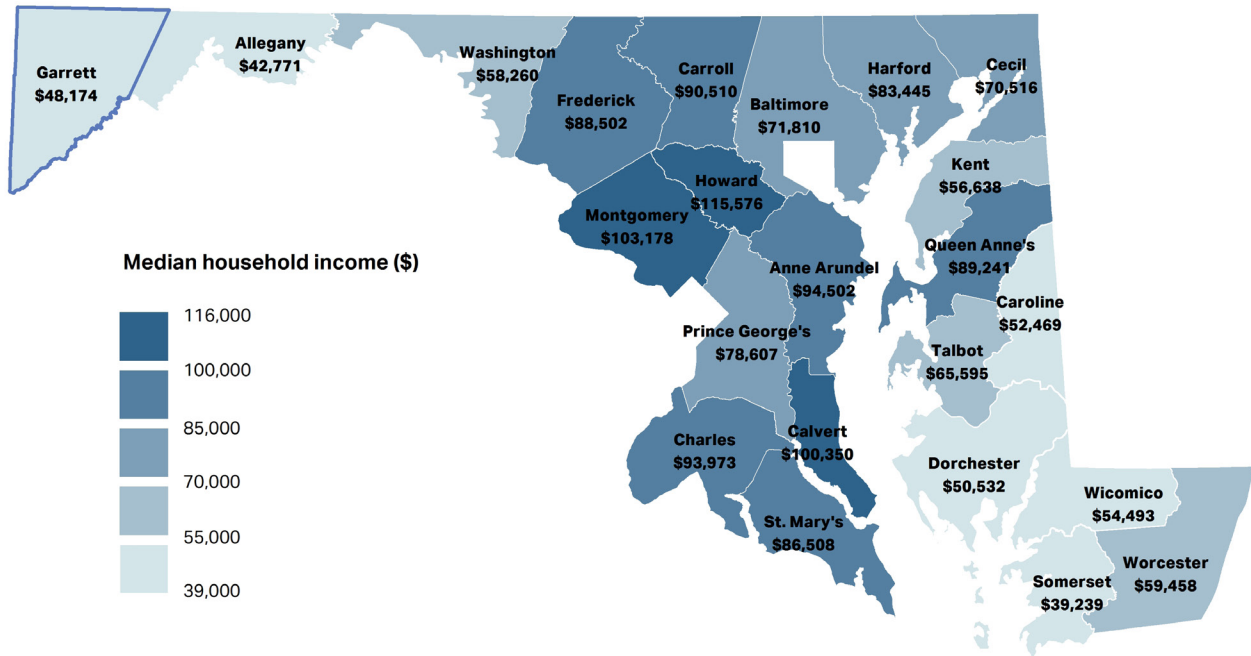 Garrett
$48,174
Allegany
$42,771
Washington
$58,260
Frederick
$88,502
Carroll
$90,510
Baltimore
$71,810
Harford
$83,445
Cecil
$70,516
Kent
$56,638
Howard
$115,576
Montgomery
$103,178
Queen Anne's
$89,241
Anne Arundel
$94,502
Caroline
$52,469
Prince George's
$78,607
Talbot
$65,595
Charles
$93,973
Calvert
$100,350
Dorchester
$50,532
Wicomico
$54,493
St. Mary's
$86,508
Worcester
$59,458
Somerset
$39,239
Median household income ($)
116,000
100,000
85,000
70,000
55,000
39,000